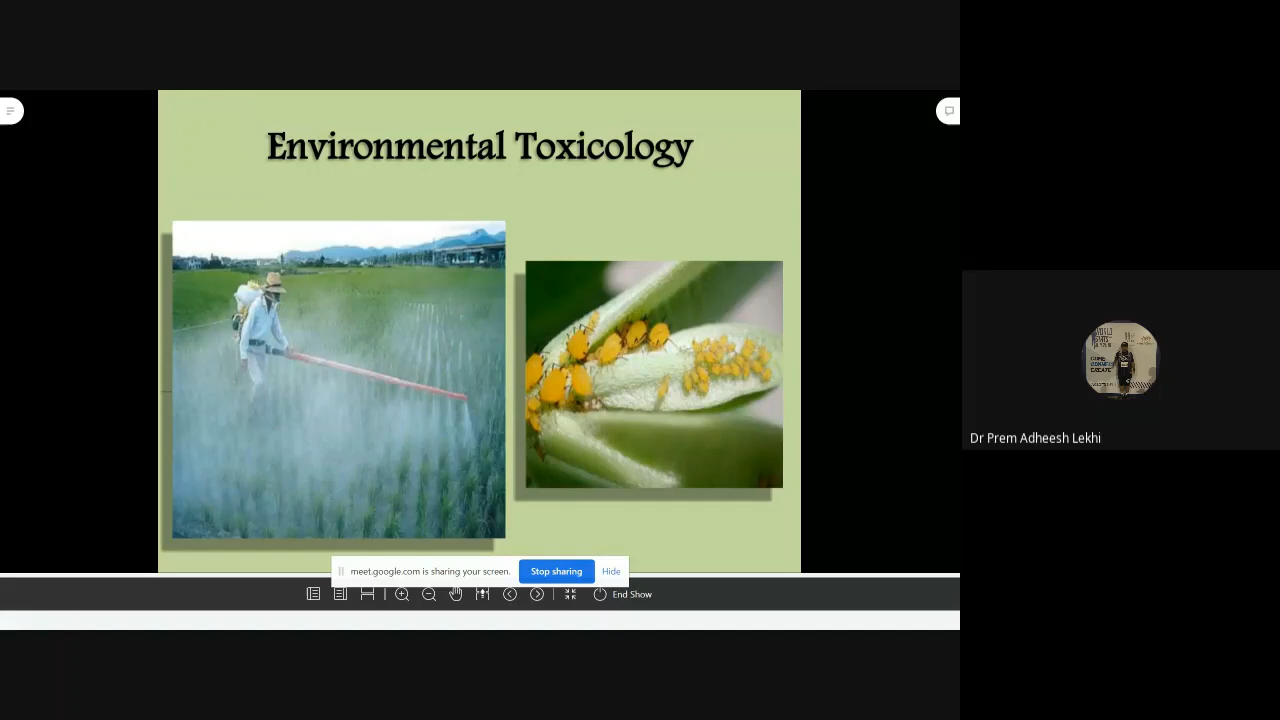 Environmental Toxicology
meet.google.com is sharing your screen. Stop sharing Hide
End Show
Dr Prem Adheesh Lekhi